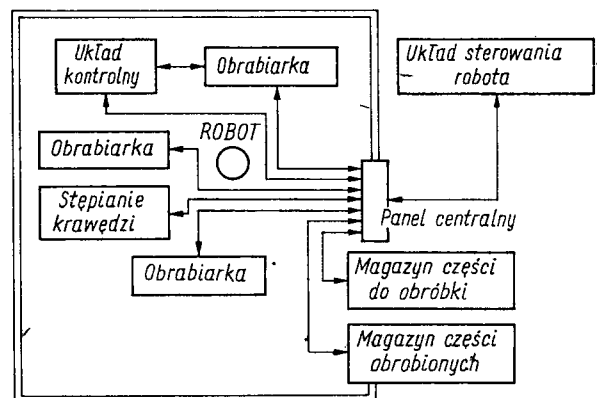 Układ
kontrolny
Obrabiarka
Układ sterowania
robota
ROBOT
Obrabiarka
Stępianie
krawędzi
Panel centralny
Obrabiarka
Magazyn części
do obróbki
Magazyn części
obrobionych